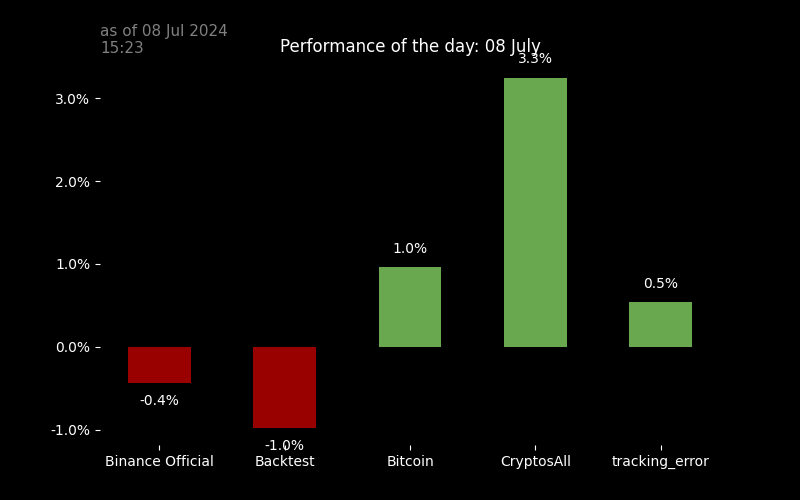 as of 08 Jul 2024
15:23
Performance of the day: 08 July
3.3%
3.0%
2.0%
1.0%
1.0%
0.5%
0.0%
-0.4%
-1.0%
-1.0%
Binance Official
Backtest
Bitcoin
CryptosAll
tracking_error